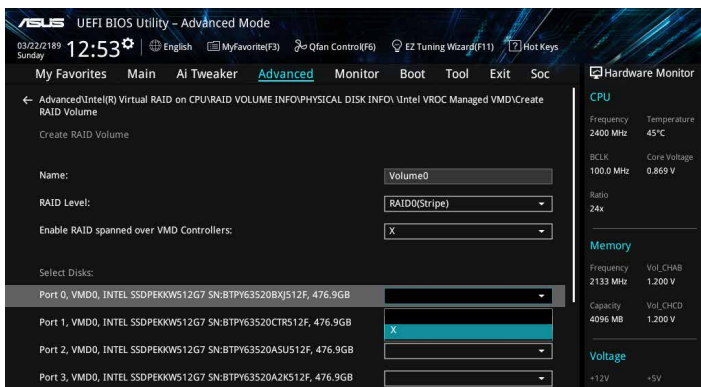 ASUS UEFI BIOS Utility – Advanced Mode
03/22/2189 Sunday 12:53 English MyFavorite(F3) Qfan Control(F6) EZ Tuning Wizard(F11) ? Hot Keys
My Favorites Main Ai Tweaker Advanced Monitor Boot Tool Exit Soc
Advanced\Intel(R) Virtual RAID on CPU\RAID VOLUME INFO\PHYSICAL DISK INFO\ \Intel VROC Managed VMD\Create
RAID Volume
Create RAID Volume
Name: Volume0
RAID Level: RAID0(Stripe)
Enable RAID spanned over VMD Controllers: X
Select Disks:
Port 0, VMD0, INTEL SSDPEKKW512G7 SN:BTPY63520BXJ512F, 476.9GB
Port 1, VMD0, INTEL SSDPEKKW512G7 SN:BTPY63520CTR512F, 476.9GB
X
Port 2, VMD0, INTEL SSDPEKKW512G7 SN:BTPY63520ASU512F, 476.9GB
Port 3, VMD0, INTEL SSDPEKKW512G7 SN:BTPY63520A2K512F, 476.9GB
Hardware Monitor
CPU
Frequency Temperature
2400 MHz 45°C
BCLK Core Voltage
100.0 MHz 0.869 V
Ratio
24x
Memory
Frequency Vol_CHAB
2133 MHz 1.200 V
Capacity Vol_CHCD
4096 MB 1.200 V
Voltage
+12V +5V